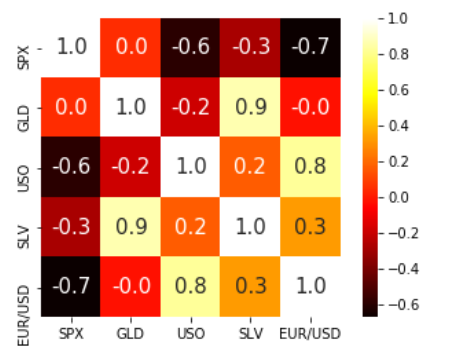 SPX 1.0 0.0 -0.6 -0.3 -0.7
GLD 0.0 1.0 -0.2 0.9 -0.0
USO -0.6 -0.2 1.0 0.2 0.8
SLV -0.3 0.9 0.2 1.0 0.3
EUR/USD -0.7 -0.0 0.8 0.3 1.0
SPX GLD USO SLV EUR/USD
1.0
0.8
0.6
0.4
0.2
0.0
−0.2
−0.4
−0.6